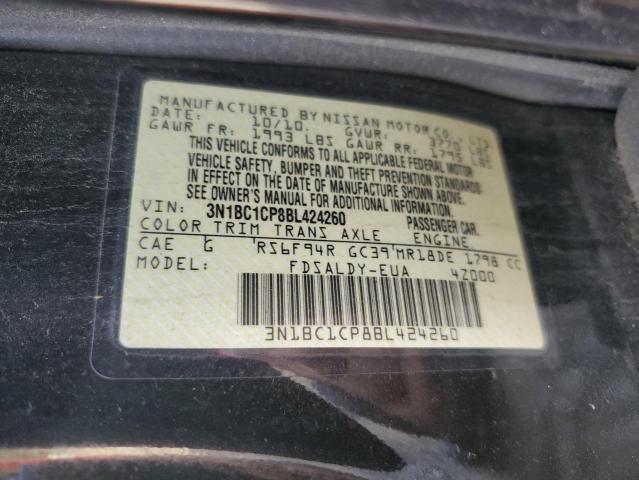 MANUFACTURED BY NISSAN MOTOR CO., LTD.
DATE: 10/10. GVWR: 3770
GAWR FR: 1993 LBS GAWR RR: 1795 LBS
THIS VEHICLE CONFORMS TO ALL APPLICABLE FEDERAL MOTOR
VEHICLE SAFETY, BUMPER AND THEFT PREVENTION STANDARDS
IN EFFECT ON THE DATE OF MANUFACTURE SHOWN ABOVE.
SEE OWNER'S MANUAL FOR ADDITIONAL INFORMATION.
VIN: 3N1BC1CP8BL424260 PASSENGER CAR.
COLOR TRIM TRANS AXLE ENGINE
CAE G 'RS6F94R GC39'MR18DE 1798 CC
MODEL: FDSALDY-EUA 4Z000
3N1BC1CP8BL424260